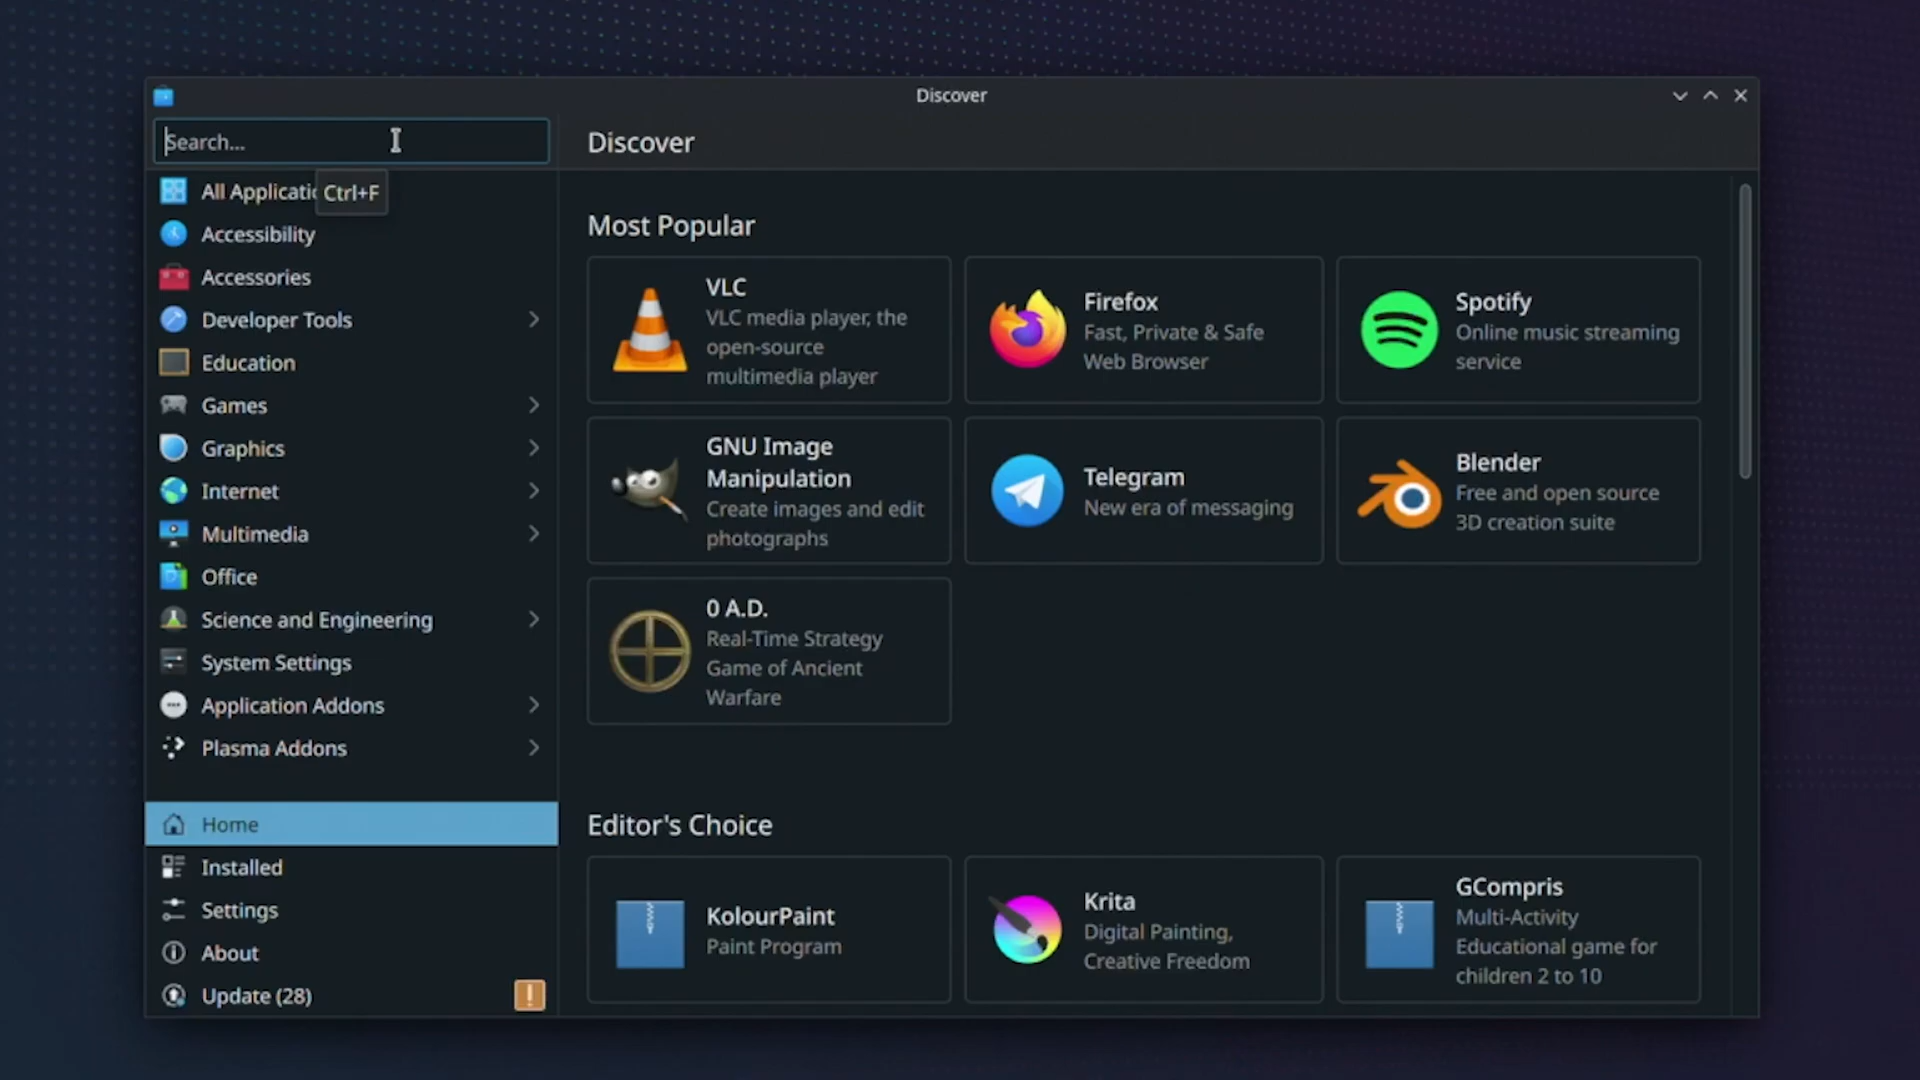 Discover
Search...
Discover
All Applicatio
Ctrl+F
Accessibility
Accessories
Developer Tools
Education
Games
Graphics
Internet
Multimedia
Office
Science and Engineering
System Settings
Application Addons
Plasma Addons
Home
Installed
Settings
About
Update (28)
Most Popular
VLC
VLC media player, the
open-source
multimedia player
Firefox
Fast, Private & Safe
Web Browser
Spotify
Online music streaming
service
GNU Image
Manipulation
Create images and edit
photographs
Telegram
New era of messaging
Blender
Free and open source
3D creation suite
0 A.D.
Real-Time Strategy
Game of Ancient
Warfare
Editor's Choice
KolourPaint
Paint Program
Krita
Digital Painting,
Creative Freedom
GCompris
Multi-Activity
Educational game for
children 2 to 10